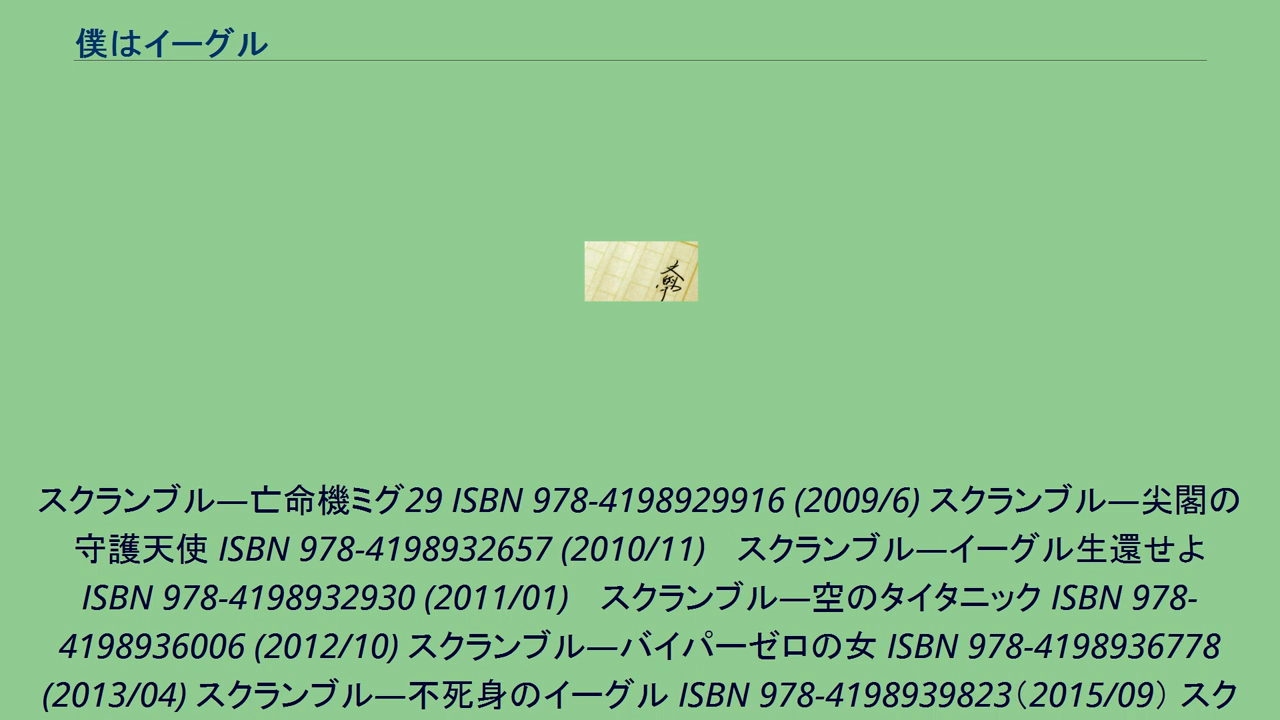 僕はイーグル
スクランブル―亡命機ミグ29 ISBN 978-4198929916 (2009/6) スクランブル―尖閣の
守護天使 ISBN 978-4198932657 (2010/11)　スクランブル―イーグル生還せよ
ISBN 978-4198932930 (2011/01)　スクランブル―空のタイタニック ISBN 978-
4198936006 (2012/10) スクランブル―バイパーゼロの女 ISBN 978-4198936778
(2013/04) スクランブル―不死身のイーグル ISBN 978-4198939823（2015/09） スク